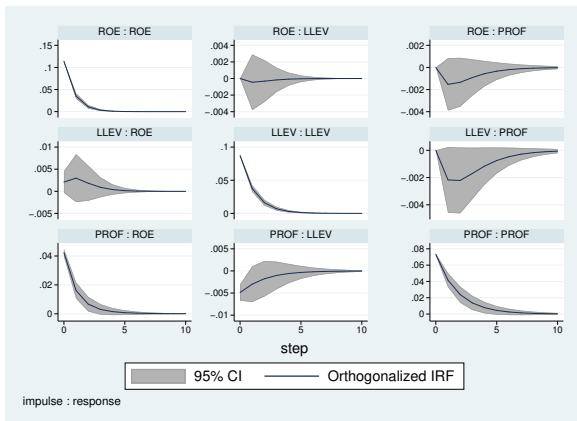 ROE : ROE
ROE : LLEV
ROE : PROF
.15
.1
.05
0
.004
.002
0
-.002
-.004
.002
0
-.002
-.004
LLEV : ROE
LLEV : LLEV
LLEV : PROF
.01
.005
0
-.005
.1
.05
0
0
-.002
-.004
PROF : ROE
PROF : LLEV
PROF : PROF
.04
.02
0
.005
0
-.005
-.01
.08
.06
.04
.02
0
0 5 10
0 5 10
0 5 10
step
95% CI
Orthogonalized IRF
impulse : response